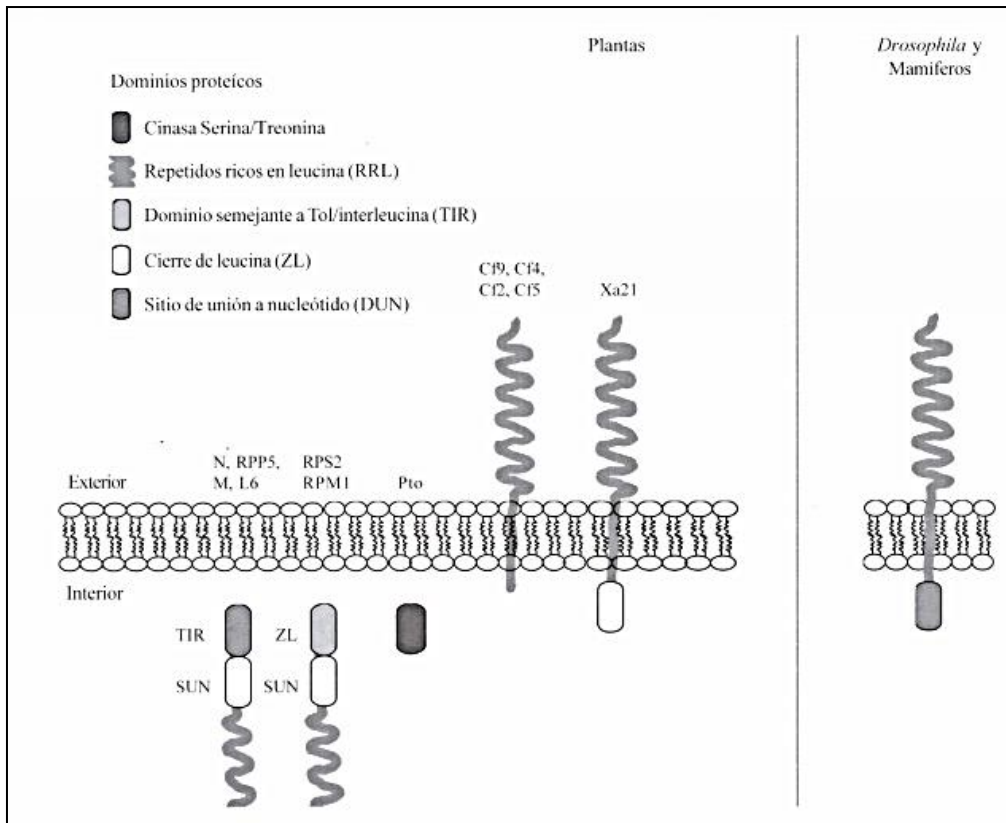 Plantas
Drosophila y
Mamiferos
Dominios proteícos
Cinasa Serina/Treonina
Repetidos ricos en leucina (RRL)
Dominio semejante a Tol/interleucina (TIR)
Cierre de leucina (ZL)
Sitio de unión a nucleótido (DUN)
Cf9, Cf4,
Cf2, Cf5
Xa21
N, RPP5,
M, L6
RPS2
RPM1
Pto
Exterior
Interior
TIR
ZL
SUN
SUN